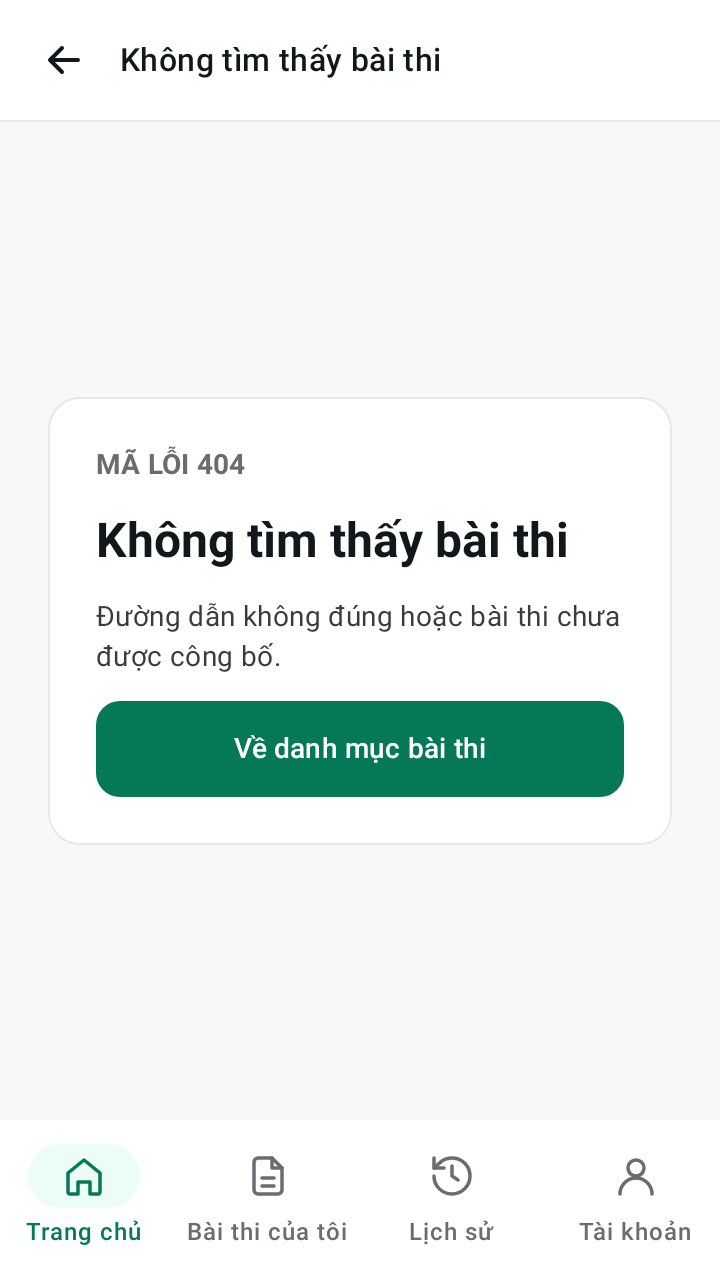 Không tìm thấy bài thi
MÃ LỖI 404
Không tìm thấy bài thi
Đường dẫn không đúng hoặc bài thi chưa
được công bố.
Về danh mục bài thi
Trang chủ
Bài thi của tôi
Lịch sử
Tài khoản